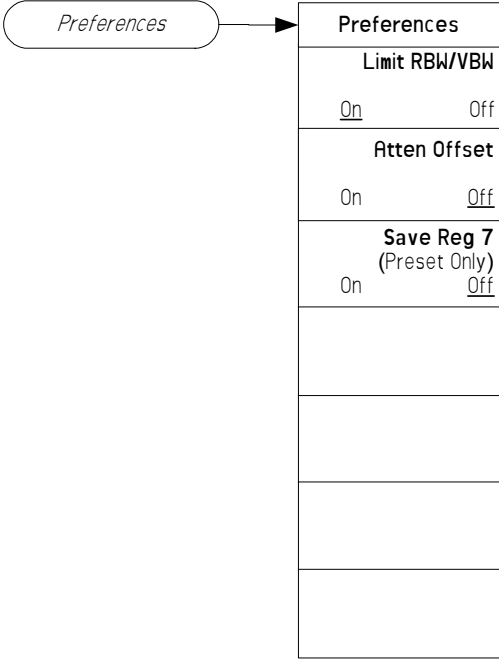 Preferences
Preferences
Limit RBW/VBW
On Off
Atten Offset
On Off
Save Reg 7
(Preset Only)
On Off